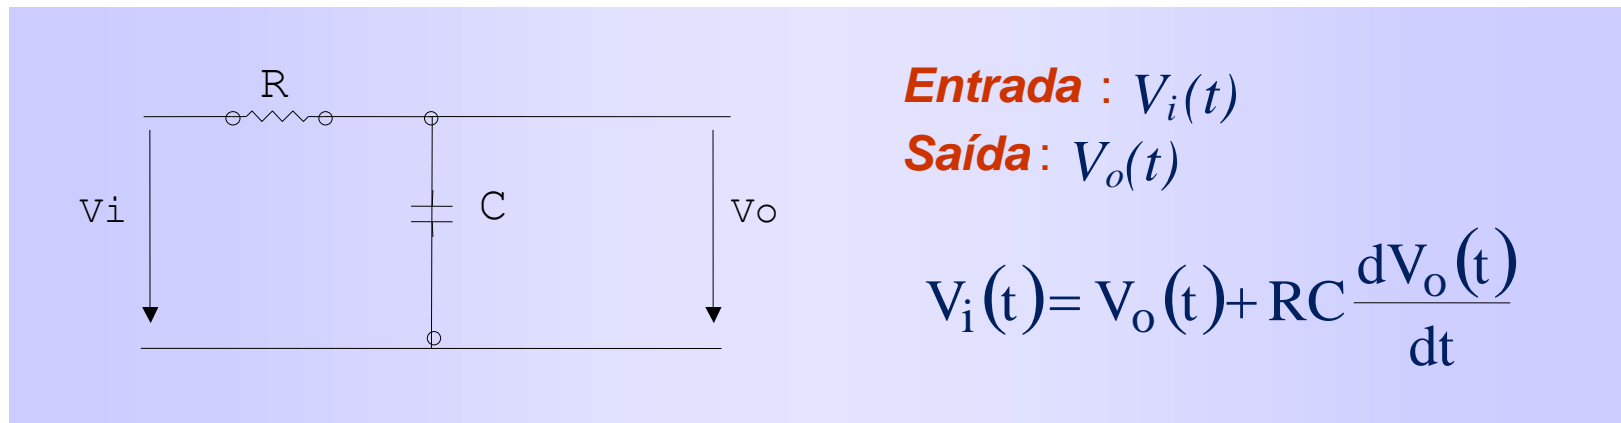 R
Vi
C
Vo
Entrada : Vᵢ(t)
Saída : Vₒ(t)
Vᵢ(t) = Vₒ(t) + RC dVₒ(t)/dt